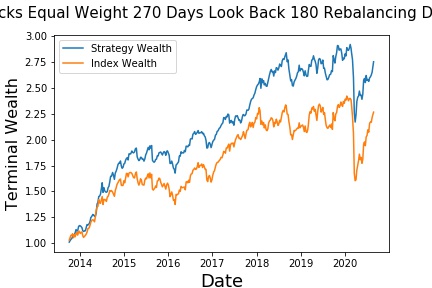 cks Equal Weight 270 Days Look Back 180 Rebalancing D
3.00
2.75
2.50
2.25
2.00
1.75
1.50
1.25
1.00
Terminal Wealth
Strategy Wealth
Index Wealth
2014 2015 2016 2017 2018 2019 2020
Date